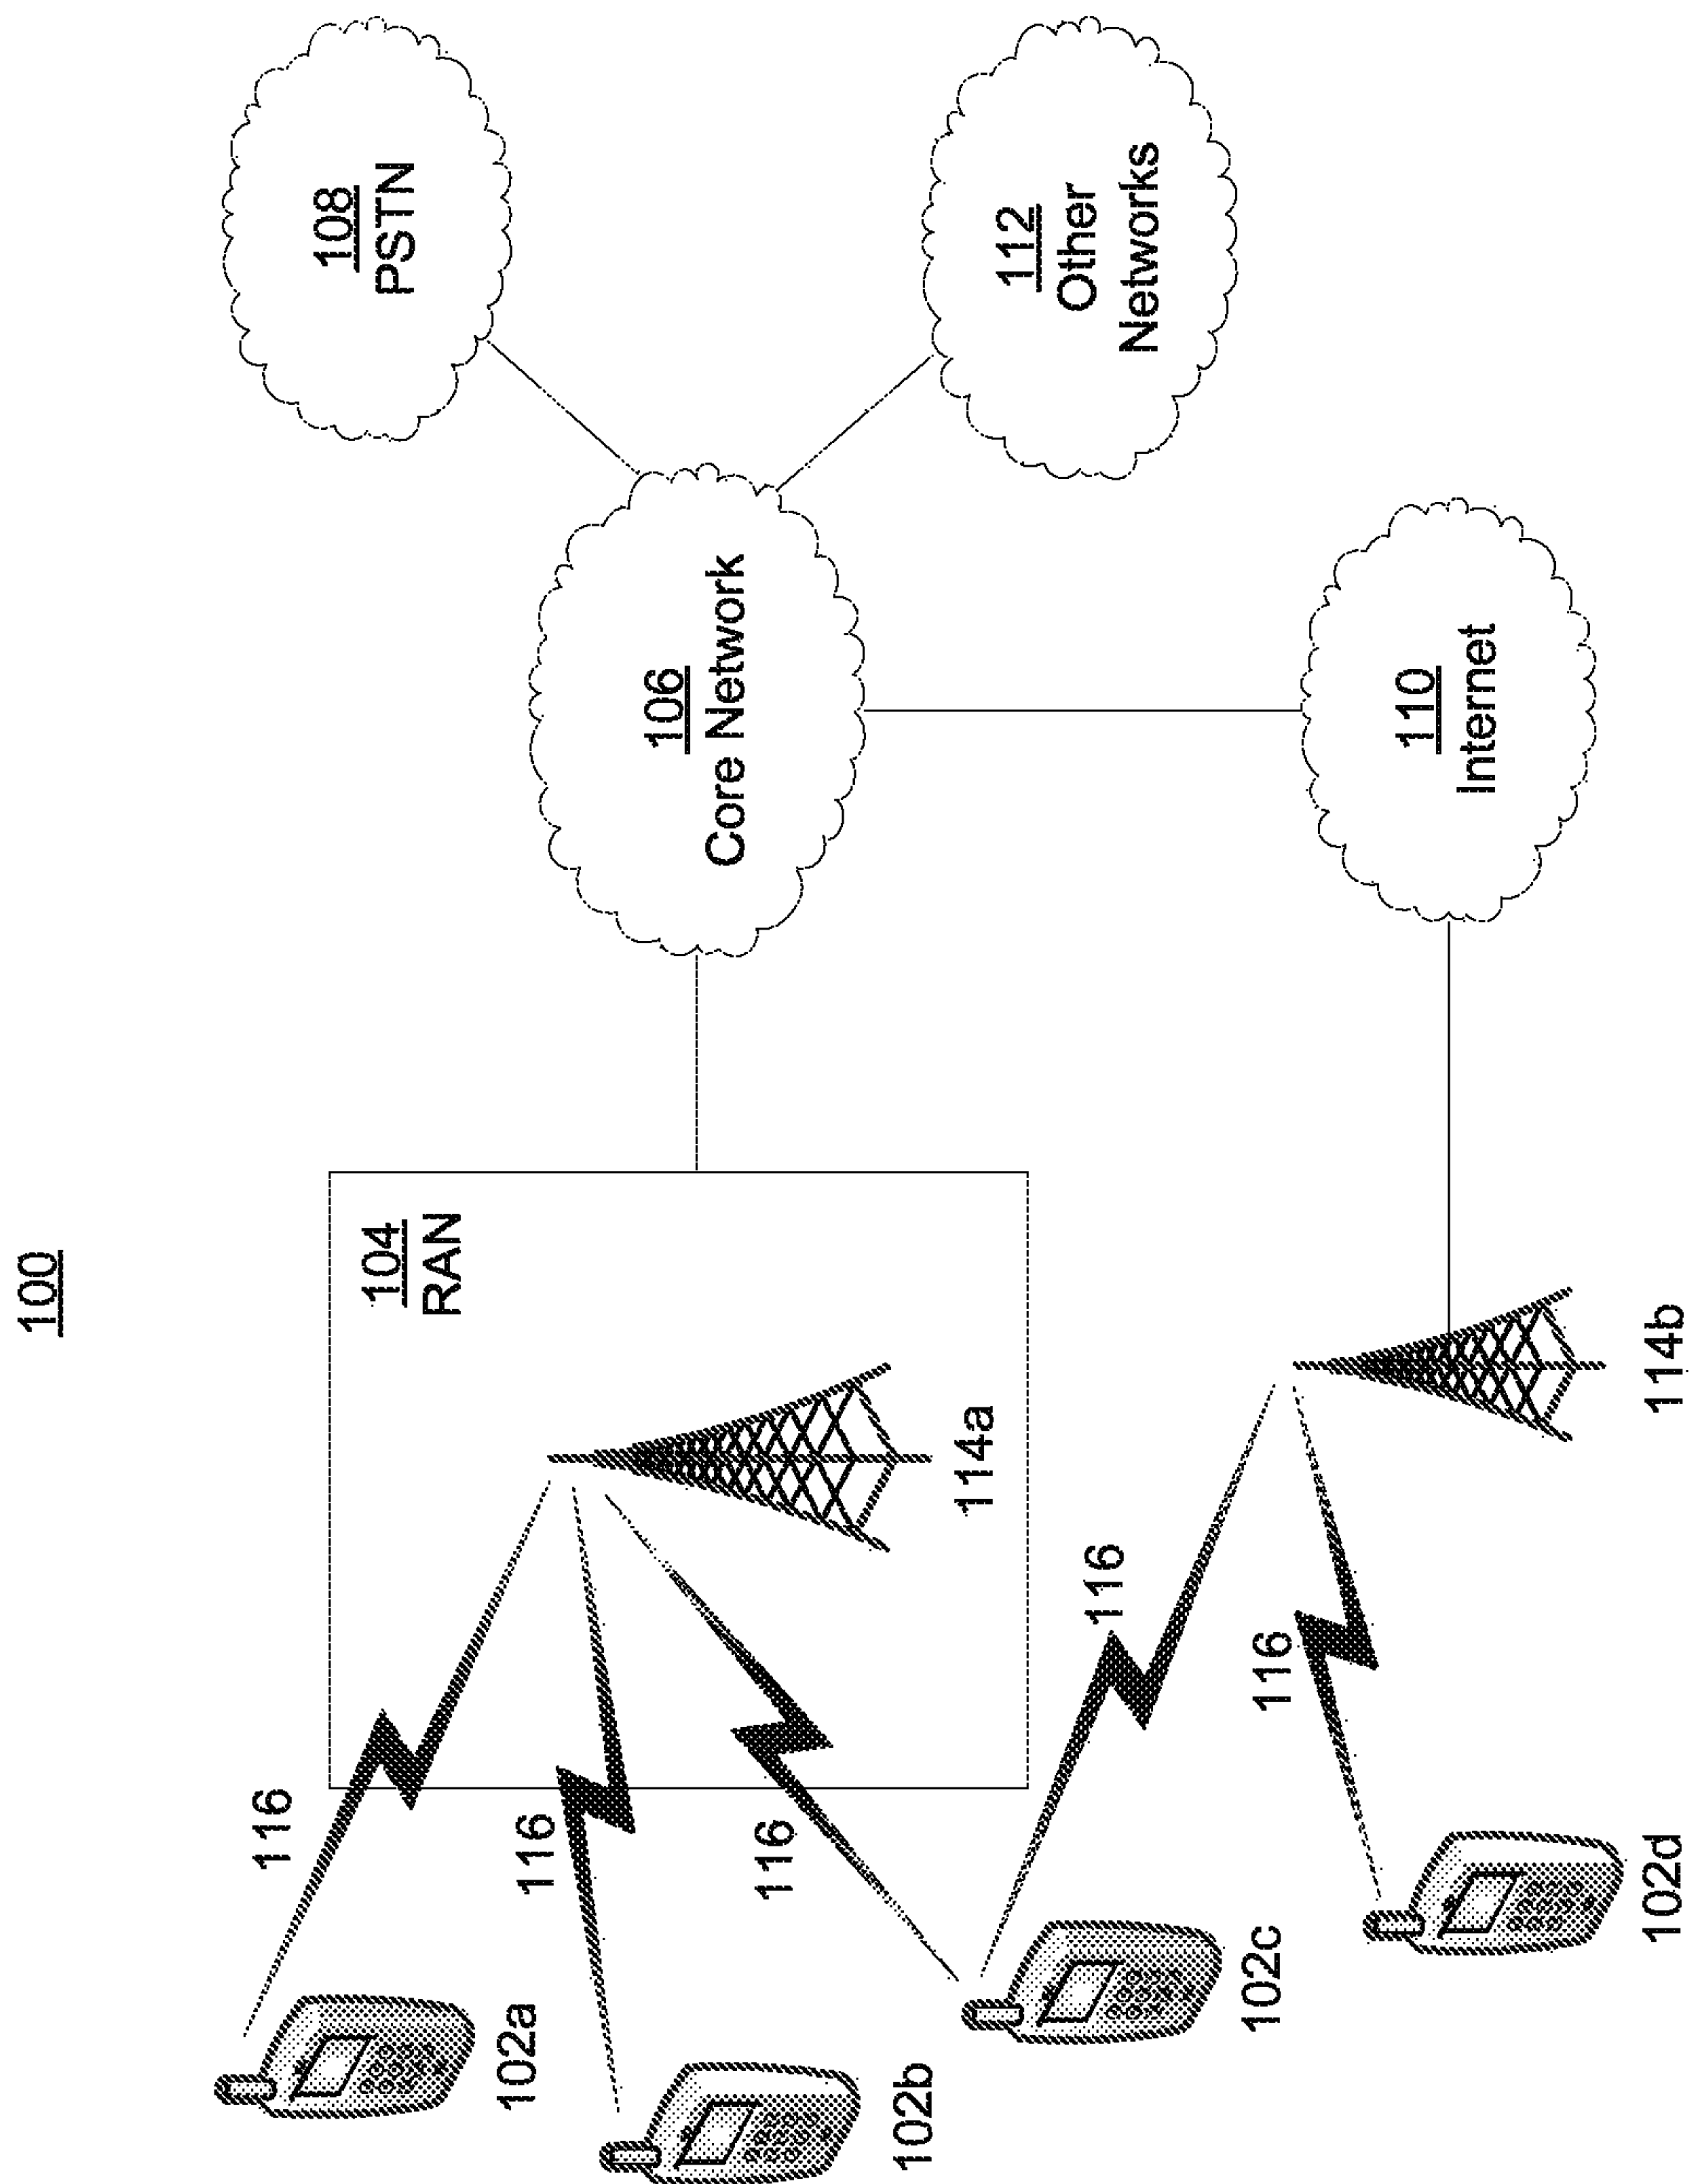 100
108
PSTN
106
Core Network
112
Other
Networks
104
RAN
110
Internet
114a
114b
116
116
116
116
116
102a
102b
102c
102d